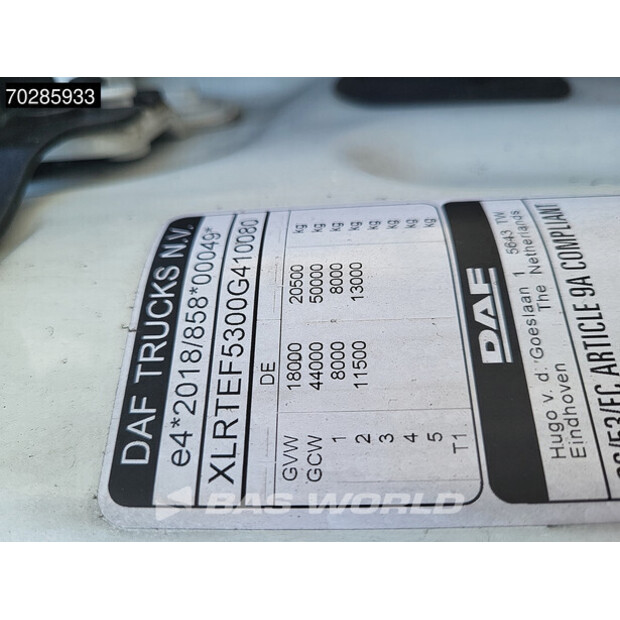 70285933
DAF TRUCKS N.V.
e4*2018/858*00049*
XLRTEF5300G410080
DE
GVW 18000 20500 kg
GCW 44000 50000 kg
1 8000 8000 kg
2 11500 13000 kg
3 kg
4 kg
5 kg
T1
DAF
Hugo v. d. Goeslaan 1 5643 TW
Eindhoven The Netherlands
/53/EC ARTICLE 9A COMPLIANT
BAS WORLD